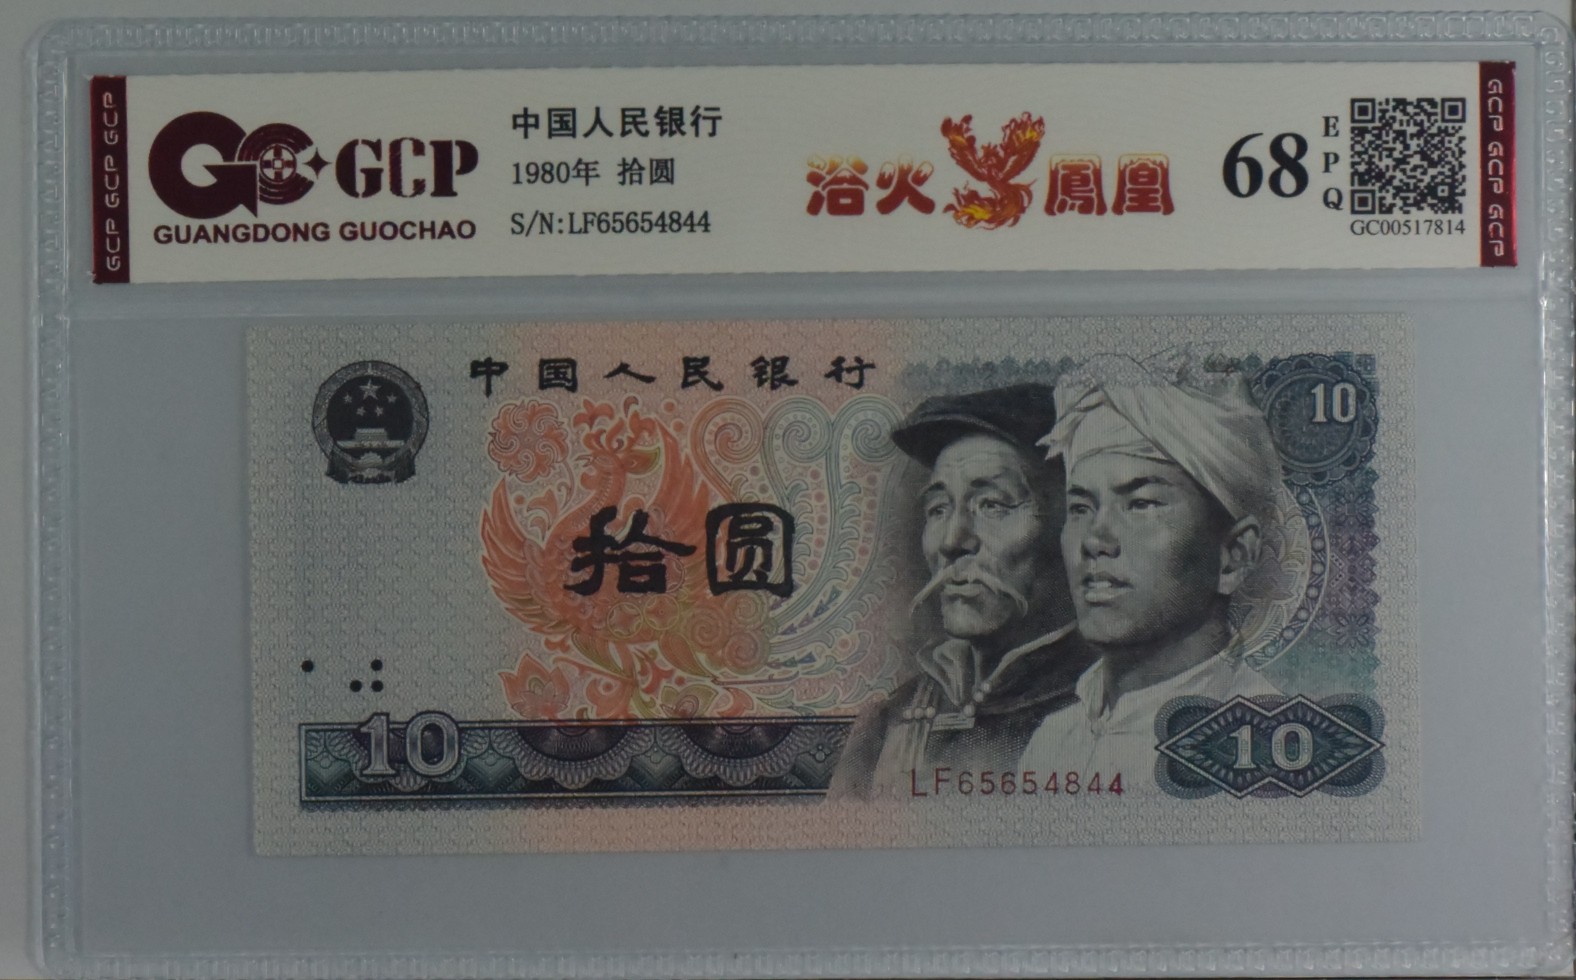 GCP GCP GCP
GCP
GUANGDONG GUOCHAO
中国人民银行
1980年 拾圆
S/N:LF65654844
浴火鳳凰
68
EPQ
GC00517814
GCP GCP GCP
中国人民银行
10
拾圆
10
10
LF65654844